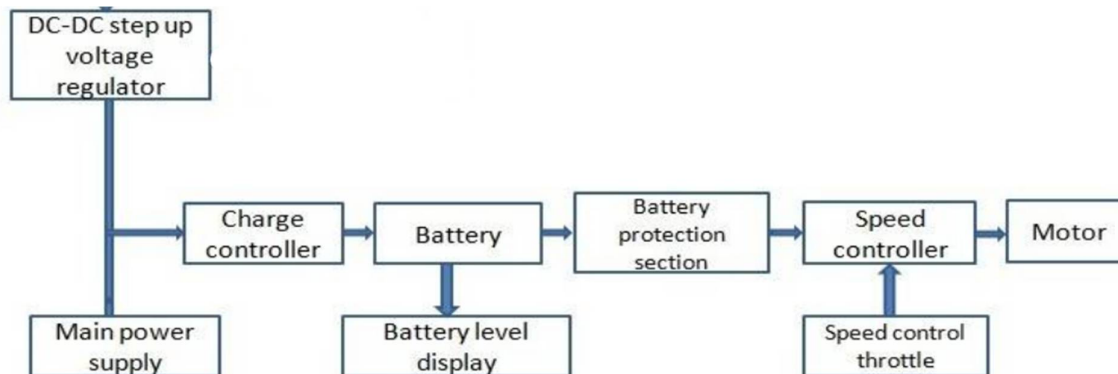 DC-DC step up
voltage
regulator
Charge
controller
Battery
Battery
protection
section
Speed
controller
Motor
Main power
supply
Battery level
display
Speed control
throttle